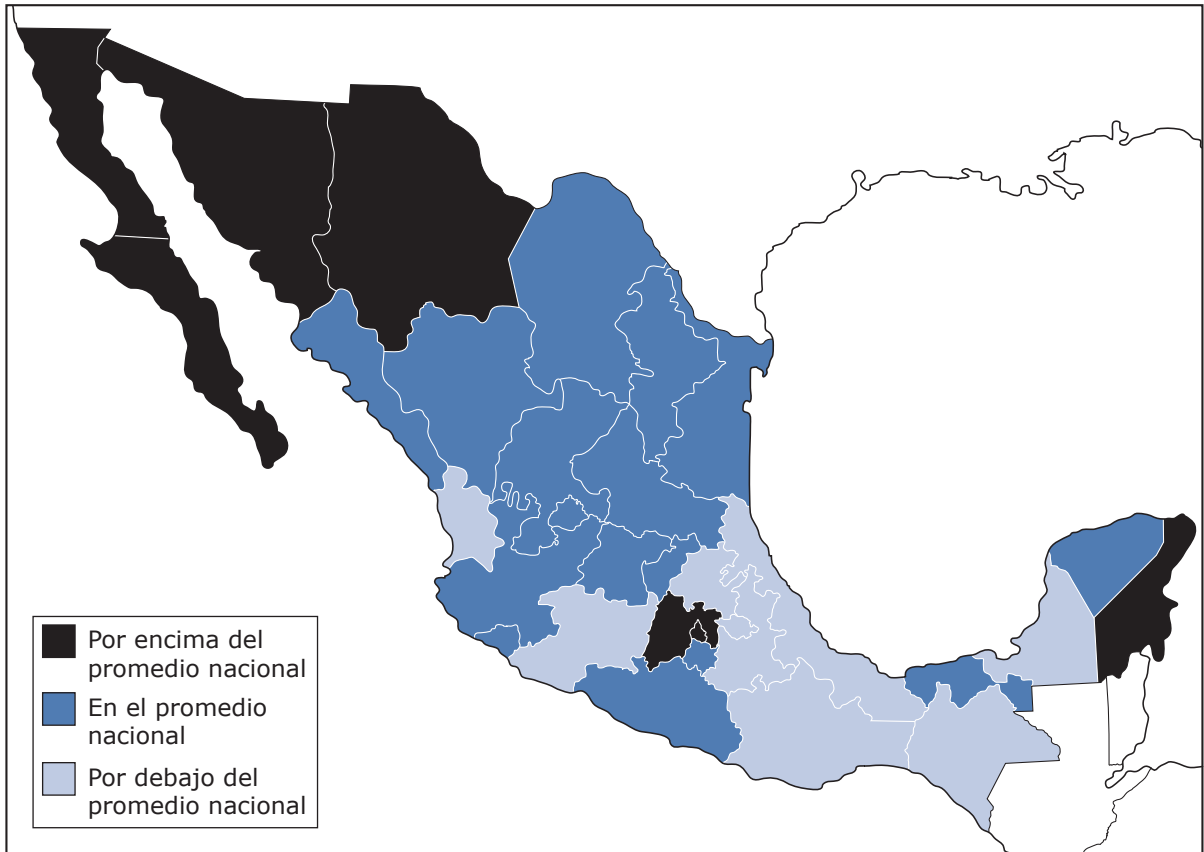 Por encima del
promedio nacional
En el promedio
nacional
Por debajo del
promedio nacional